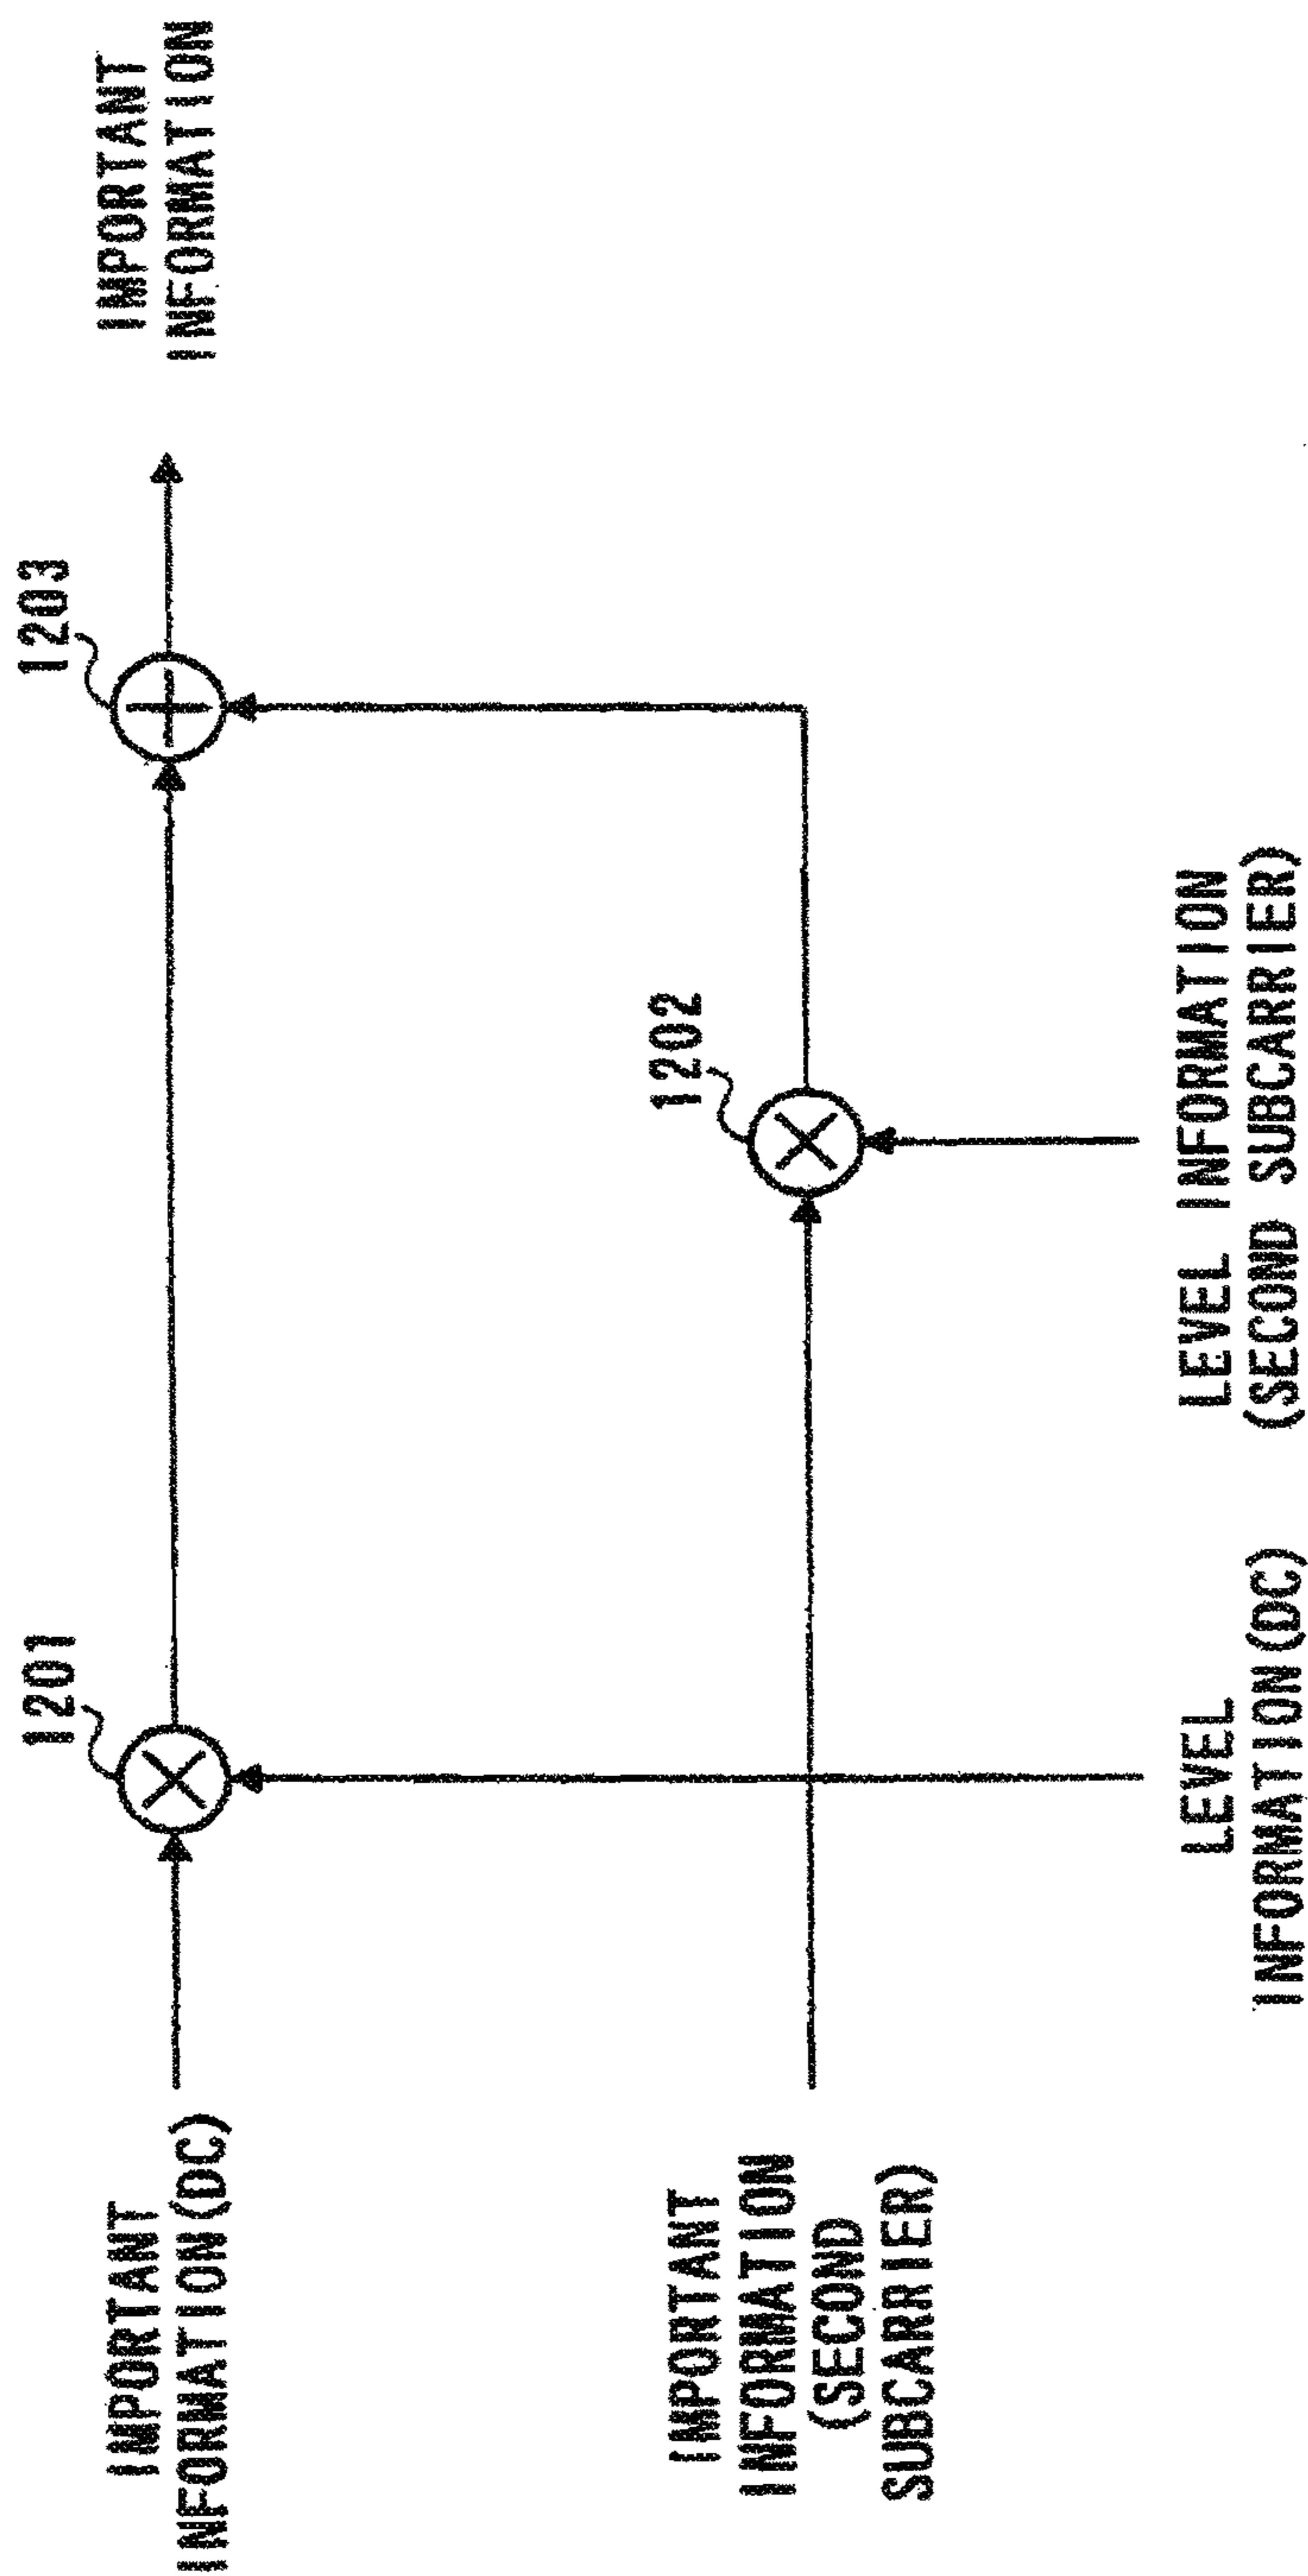 1201
1203
IMPORTANT
INFORMATION
IMPORTANT
INFORMATION(DC)
1202
IMPORTANT
INFORMATION
(SECOND
SUBCARRIER)
LEVEL
INFORMATION(DC)
LEVEL INFORMATION
(SECOND SUBCARRIER)